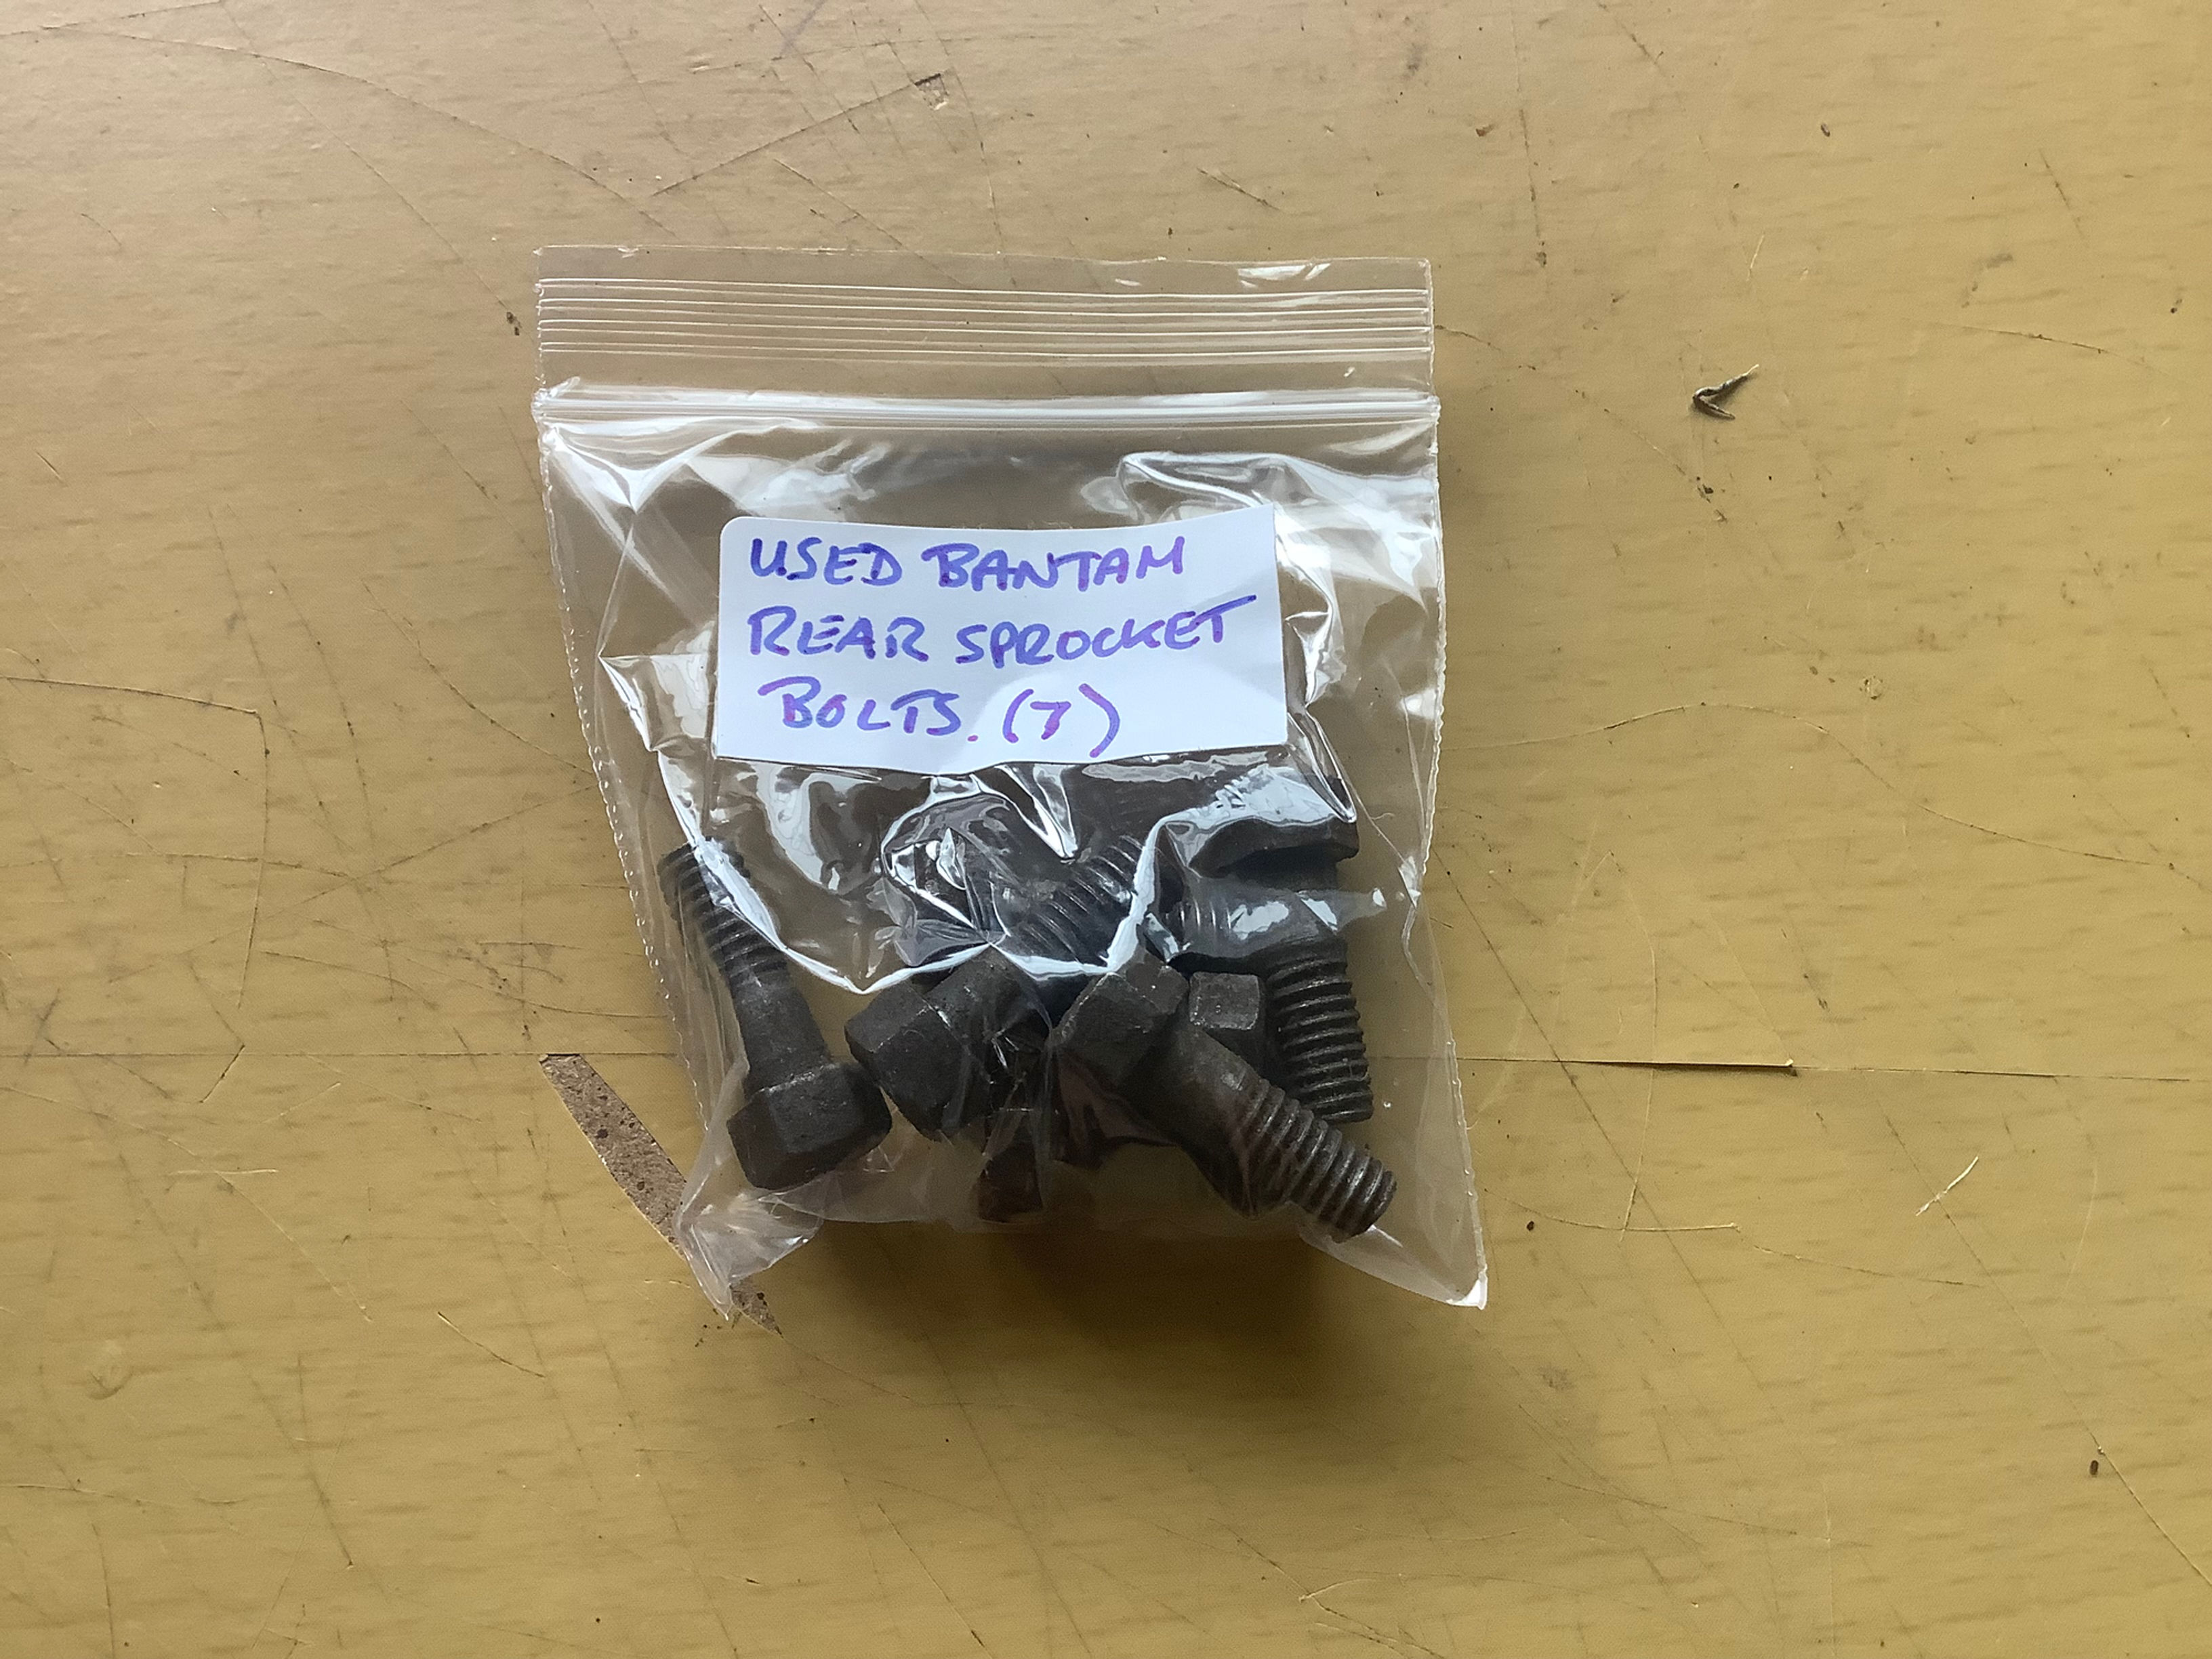 USED BANTAM
REAR SPROCKET
BOLTS. (7)